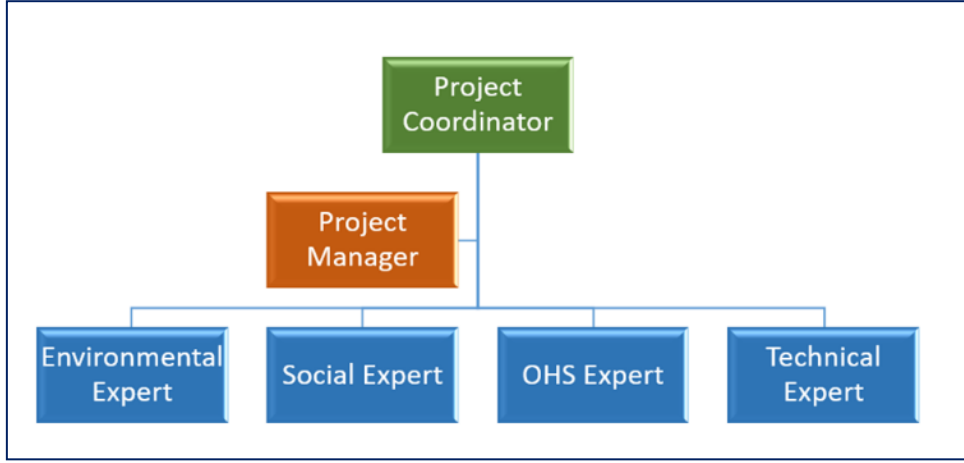 Project
Coordinator
Project
Manager
Environmental
Expert
Social Expert
OHS Expert
Technical
Expert